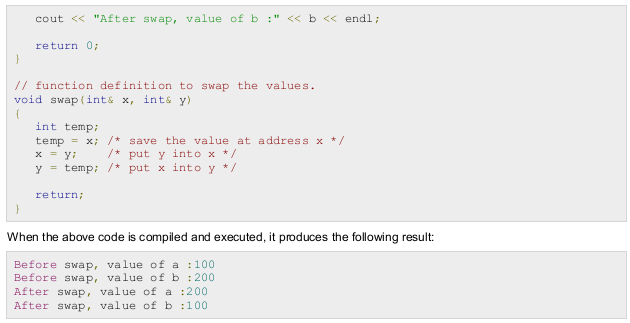 cout << "After swap, value of b :" << b << endl;
return 0;
}
// function definition to swap the values.
void swap(int& x, int& y)
{
int temp;
temp = x; /* save the value at address x */
x = y;    /* put y into x */
y = temp; /* put x into y */
return;
}
When the above code is compiled and executed, it produces the following result:
Before swap, value of a :100
Before swap, value of b :200
After swap, value of a :200
After swap, value of b :100